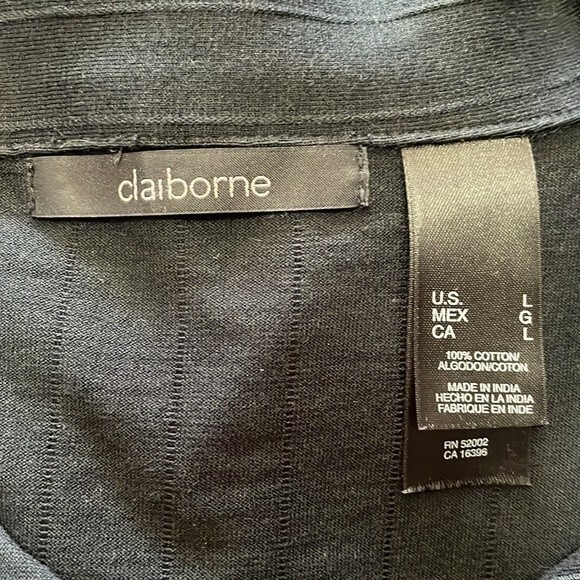 claiborne
U.S. L
MEX G
CA L
100% COTTON/
ALGODON/COTON
MADE IN INDIA
HECHO EN LA INDIA
FABRIQUE EN INDE
RN 52002
CA 16396